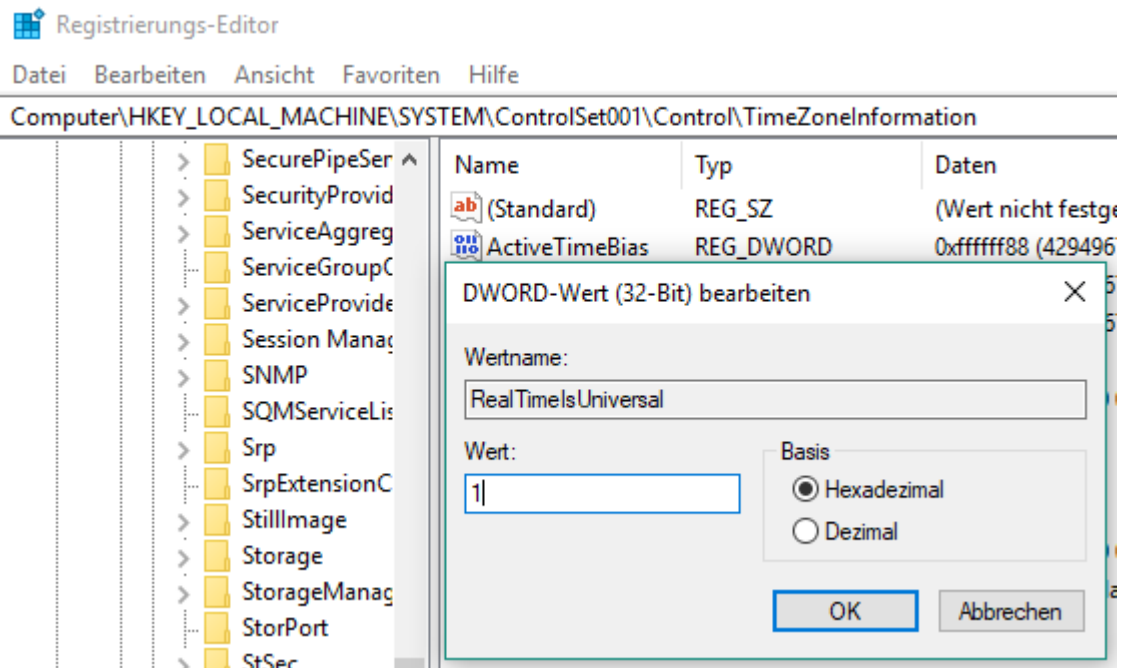 Registrierungs-Editor
Datei Bearbeiten Ansicht Favoriten Hilfe
Computer\HKEY_LOCAL_MACHINE\SYSTEM\ControlSet001\Control\TimeZoneInformation
SecurePipeSer
SecurityProvid
ServiceAggreg
ServiceGroupC
ServiceProvide
Session Manag
SNMP
SQMServiceLis
Srp
SrpExtensionC
StillImage
Storage
StorageManag
StorPort
StSec
Name Typ Daten
(Standard) REG_SZ (Wert nicht festge
ActiveTimeBias REG_DWORD 0xffffff88 (429496
DWORD-Wert (32-Bit) bearbeiten
Wertname:
RealTimeIsUniversal
Wert:
1
Basis
Hexadezimal
Dezimal
OK Abbrechen